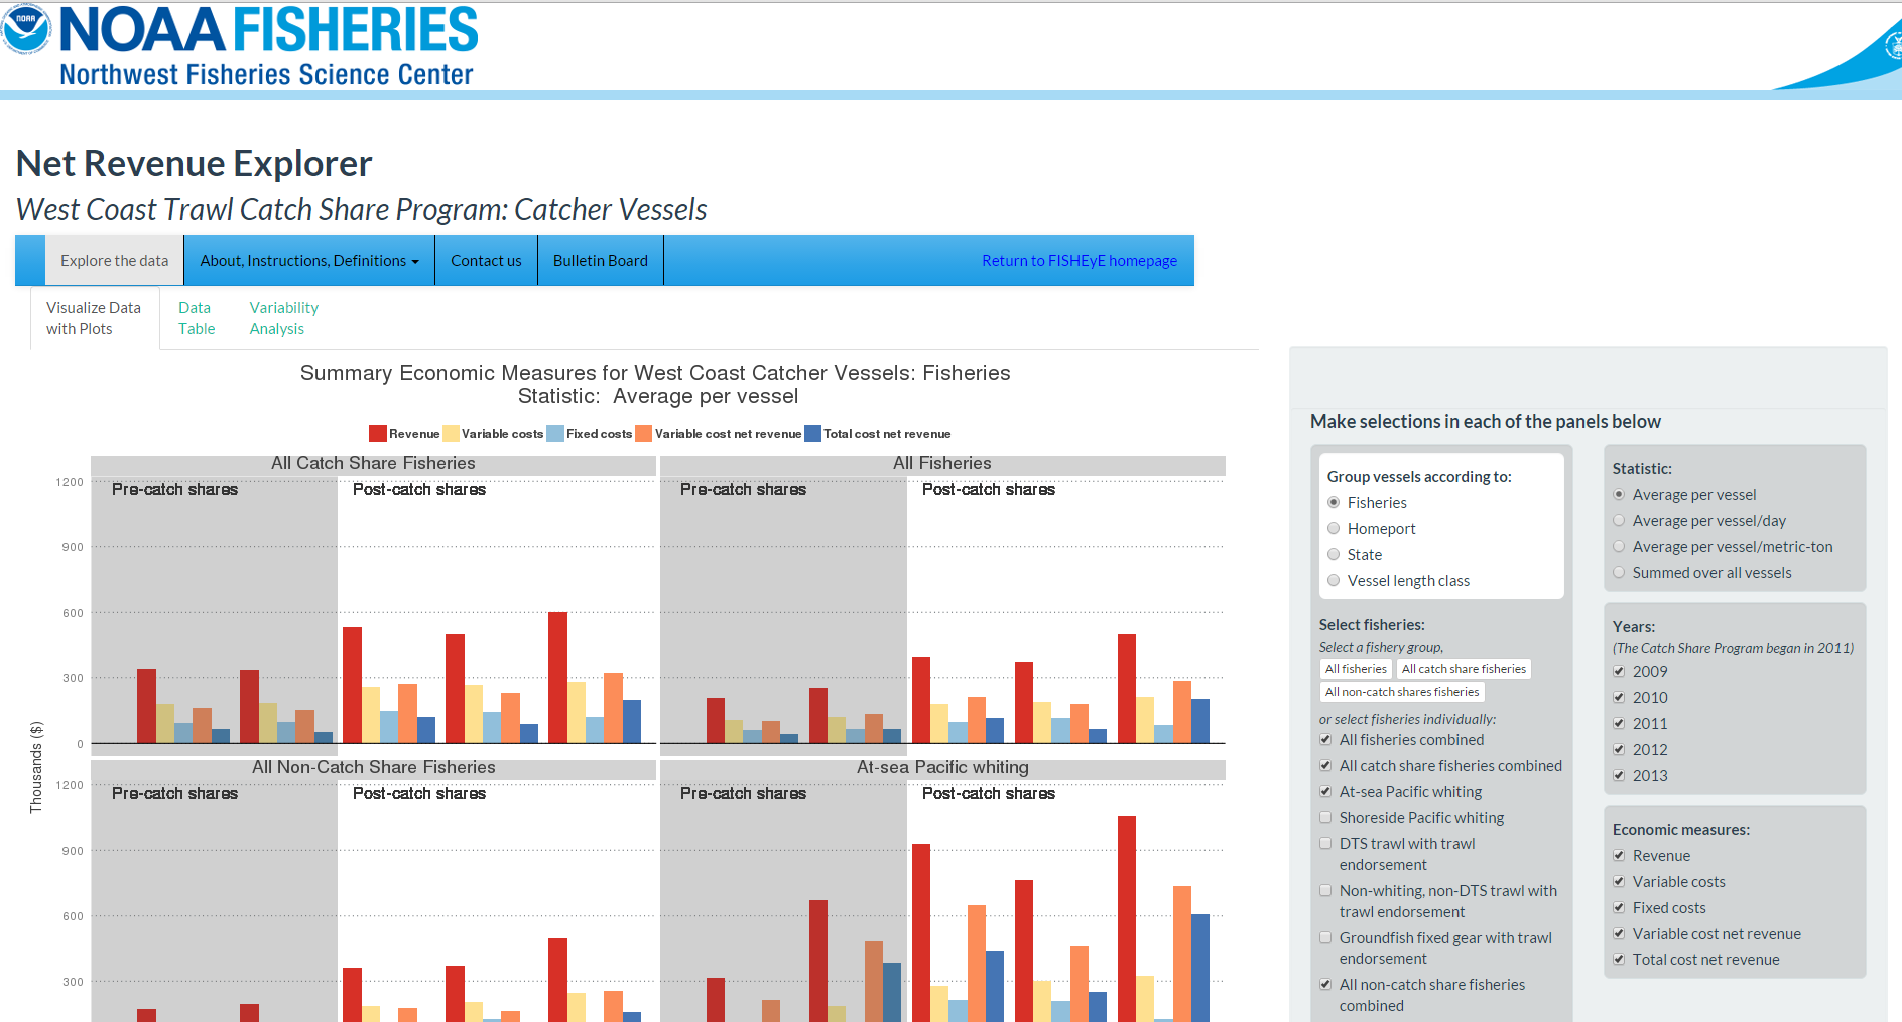 NOAA
NOAA FISHERIES
Northwest Fisheries Science Center
Net Revenue Explorer
West Coast Trawl Catch Share Program: Catcher Vessels
Explore the data
About, Instructions, Definitions
Contact us
Bulletin Board
Return to FISHEyE homepage
Visualize Data
with Plots
Data
Table
Variability
Analysis
Summary Economic Measures for West Coast Catcher Vessels: Fisheries
Statistic: Average per vessel
Revenue Variable costs Fixed costs Variable cost net revenue Total cost net revenue
Thousands ($)
All Catch Share Fisheries
Pre-catch shares Post-catch shares
1200
900
600
300
0
All Fisheries
Pre-catch shares Post-catch shares
All Non-Catch Share Fisheries
Pre-catch shares Post-catch shares
1200
900
600
300
At-sea Pacific whiting
Pre-catch shares Post-catch shares
Make selections in each of the panels below
Group vessels according to:
Fisheries
Homeport
State
Vessel length class
Select fisheries:
Select a fishery group,
All fisheries All catch share fisheries
All non-catch shares fisheries
or select fisheries individually:
All fisheries combined
All catch share fisheries combined
At-sea Pacific whiting
Shoreside Pacific whiting
DTS trawl with trawl
endorsement
Non-whiting, non-DTS trawl with
trawl endorsement
Groundfish fixed gear with trawl
endorsement
All non-catch share fisheries
combined
Statistic:
Average per vessel
Average per vessel/day
Average per vessel/metric-ton
Summed over all vessels
Years:
(The Catch Share Program began in 2011)
2009
2010
2011
2012
2013
Economic measures:
Revenue
Variable costs
Fixed costs
Variable cost net revenue
Total cost net revenue